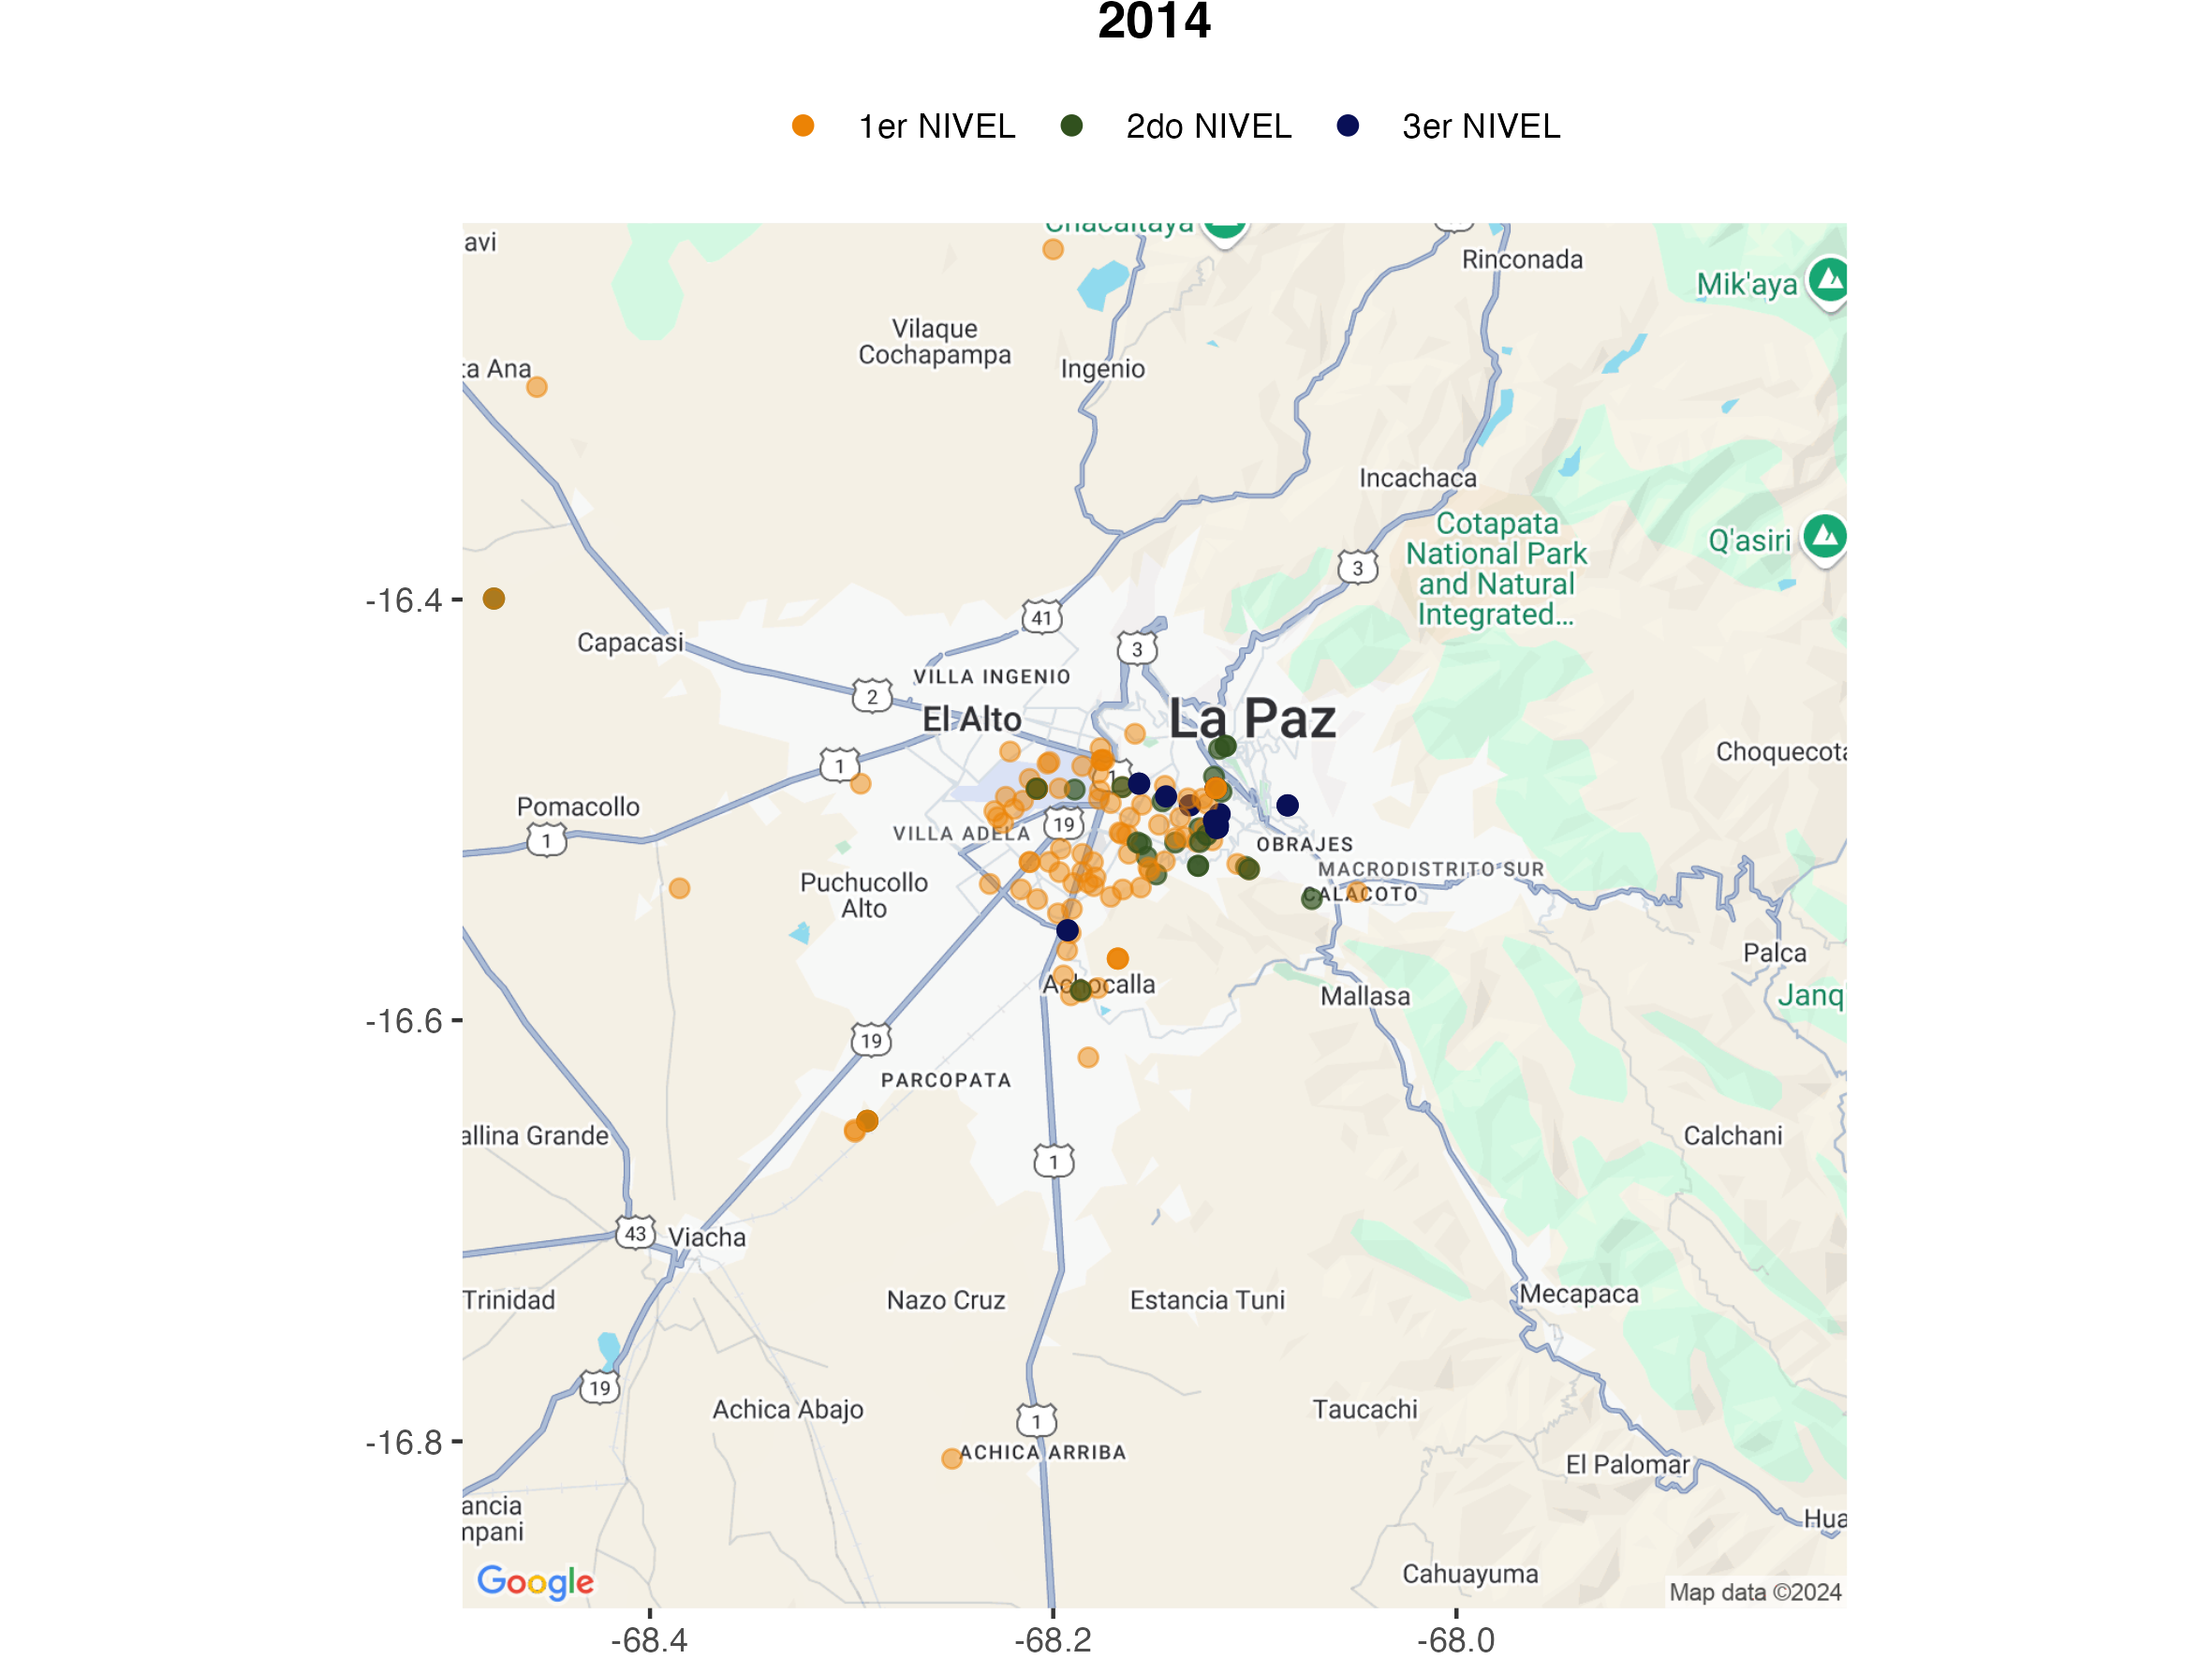 2014
1er NIVEL
2do NIVEL
3er NIVEL
avi
Chacaltaya
Rinconada
Mik'aya
Vilaque
Cochapampa
ta Ana
Ingenio
Incachaca
Cotapata
National Park
and Natural
Integrated...
Q'asiri
3
-16.4
41
Capacasi
3
VILLA INGENIO
2
El Alto
La Paz
Choquecota
1
1
Pomacollo
1
19
VILLA ADELA
OBRAJES
MACRODISTRITO SUR
Puchucollo
Alto
CALACOTO
Palca
Achocalla
Mallasa
Janq'
-16.6
19
PARCOPATA
allina Grande
Calchani
1
43
Viacha
Trinidad
Nazo Cruz
Estancia Tuni
Mecapaca
19
Achica Abajo
Taucachi
1
-16.8
ACHICA ARRIBA
El Palomar
ancia
mpani
Hua
Cahuayuma
Google
Map data ©2024
-68.4
-68.2
-68.0